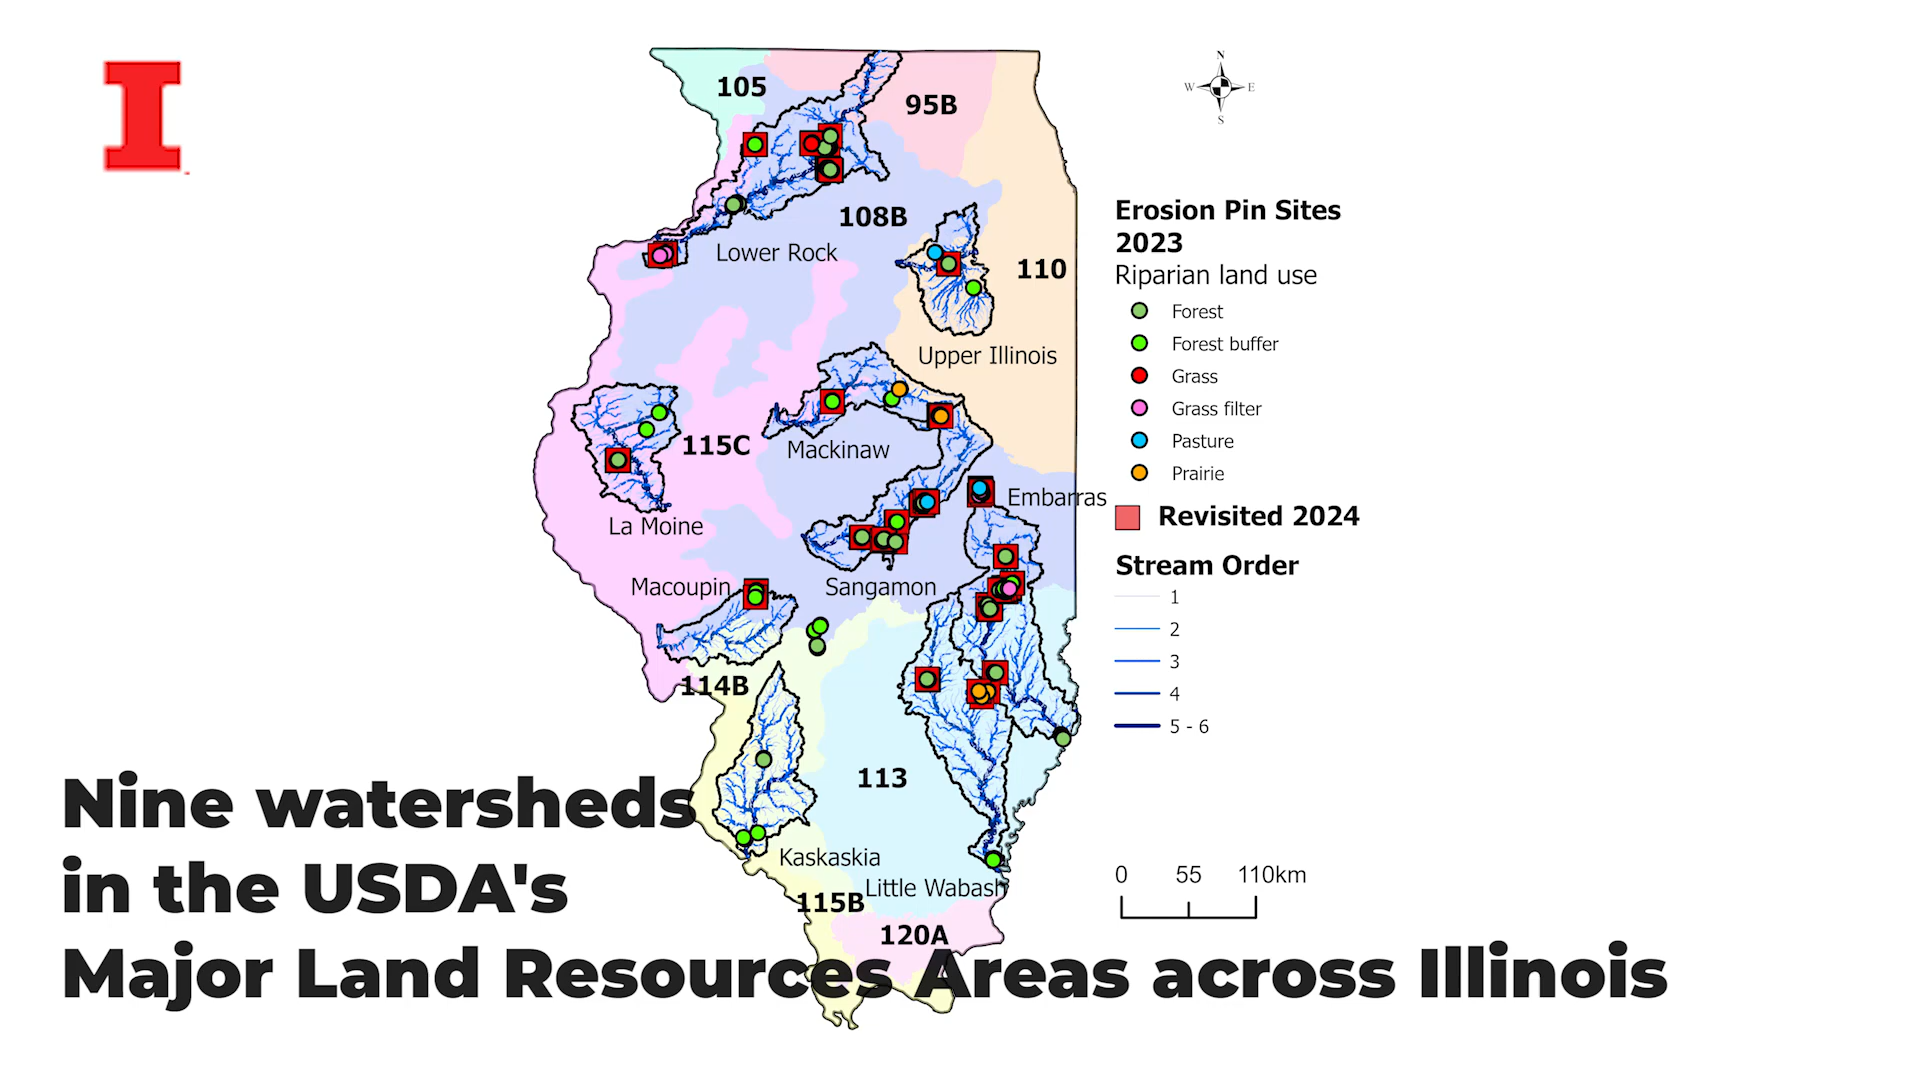 I
105
95B
N
W E
S
108B
Lower Rock
110
Upper Illinois
115C
Mackinaw
La Moine
Embarras
Macoupin
Sangamon
114B
113
Kaskaskia
Little Wabash
115B
120A
Erosion Pin Sites
2023
Riparian land use
Forest
Forest buffer
Grass
Grass filter
Pasture
Prairie
Revisited 2024
Stream Order
1
2
3
4
5 - 6
0 55 110km
Nine watersheds
in the USDA's
Major Land Resources Areas across Illinois